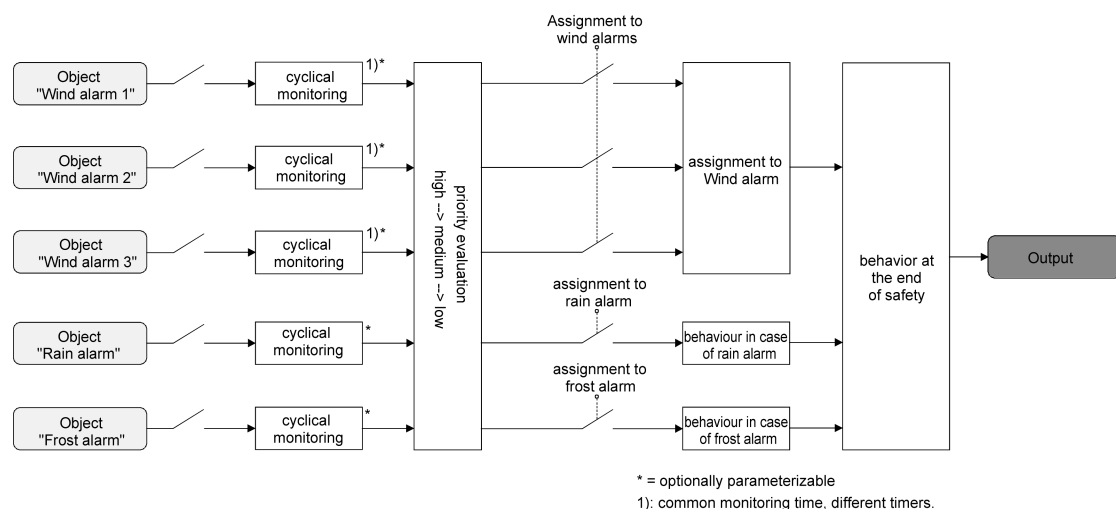 Assignment to
wind alarms
Object
"Wind alarm 1"
cyclical
monitoring
1)*
Object
"Wind alarm 2"
cyclical
monitoring
1)*
Object
"Wind alarm 3"
cyclical
monitoring
1)*
Object
"Rain alarm"
cyclical
monitoring
*
Object
"Frost alarm"
cyclical
monitoring
*
priority evaluation
high --> medium --> low
assignment to
Wind alarm
assignment to
rain alarm
behaviour in case
of rain alarm
assignment to
frost alarm
behaviour in case
of frost alarm
behavior at
the end
of safety
Output
* = optionally parameterizable
1): common monitoring time, different timers.